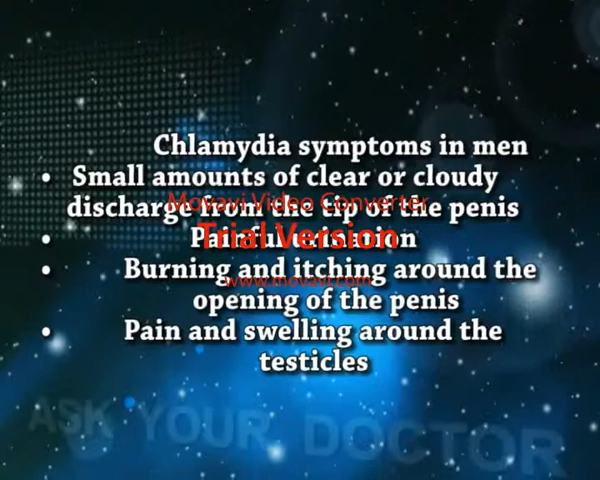 Chlamydia symptoms in men
• Small amounts of clear or cloudy
discharge from the tip of the penis
Movavi Video Converter
• Painful urination
Trial Version
• Burning and itching around the
www.movavi.com
opening of the penis
• Pain and swelling around the
testicles
ASK YOUR DOCTOR